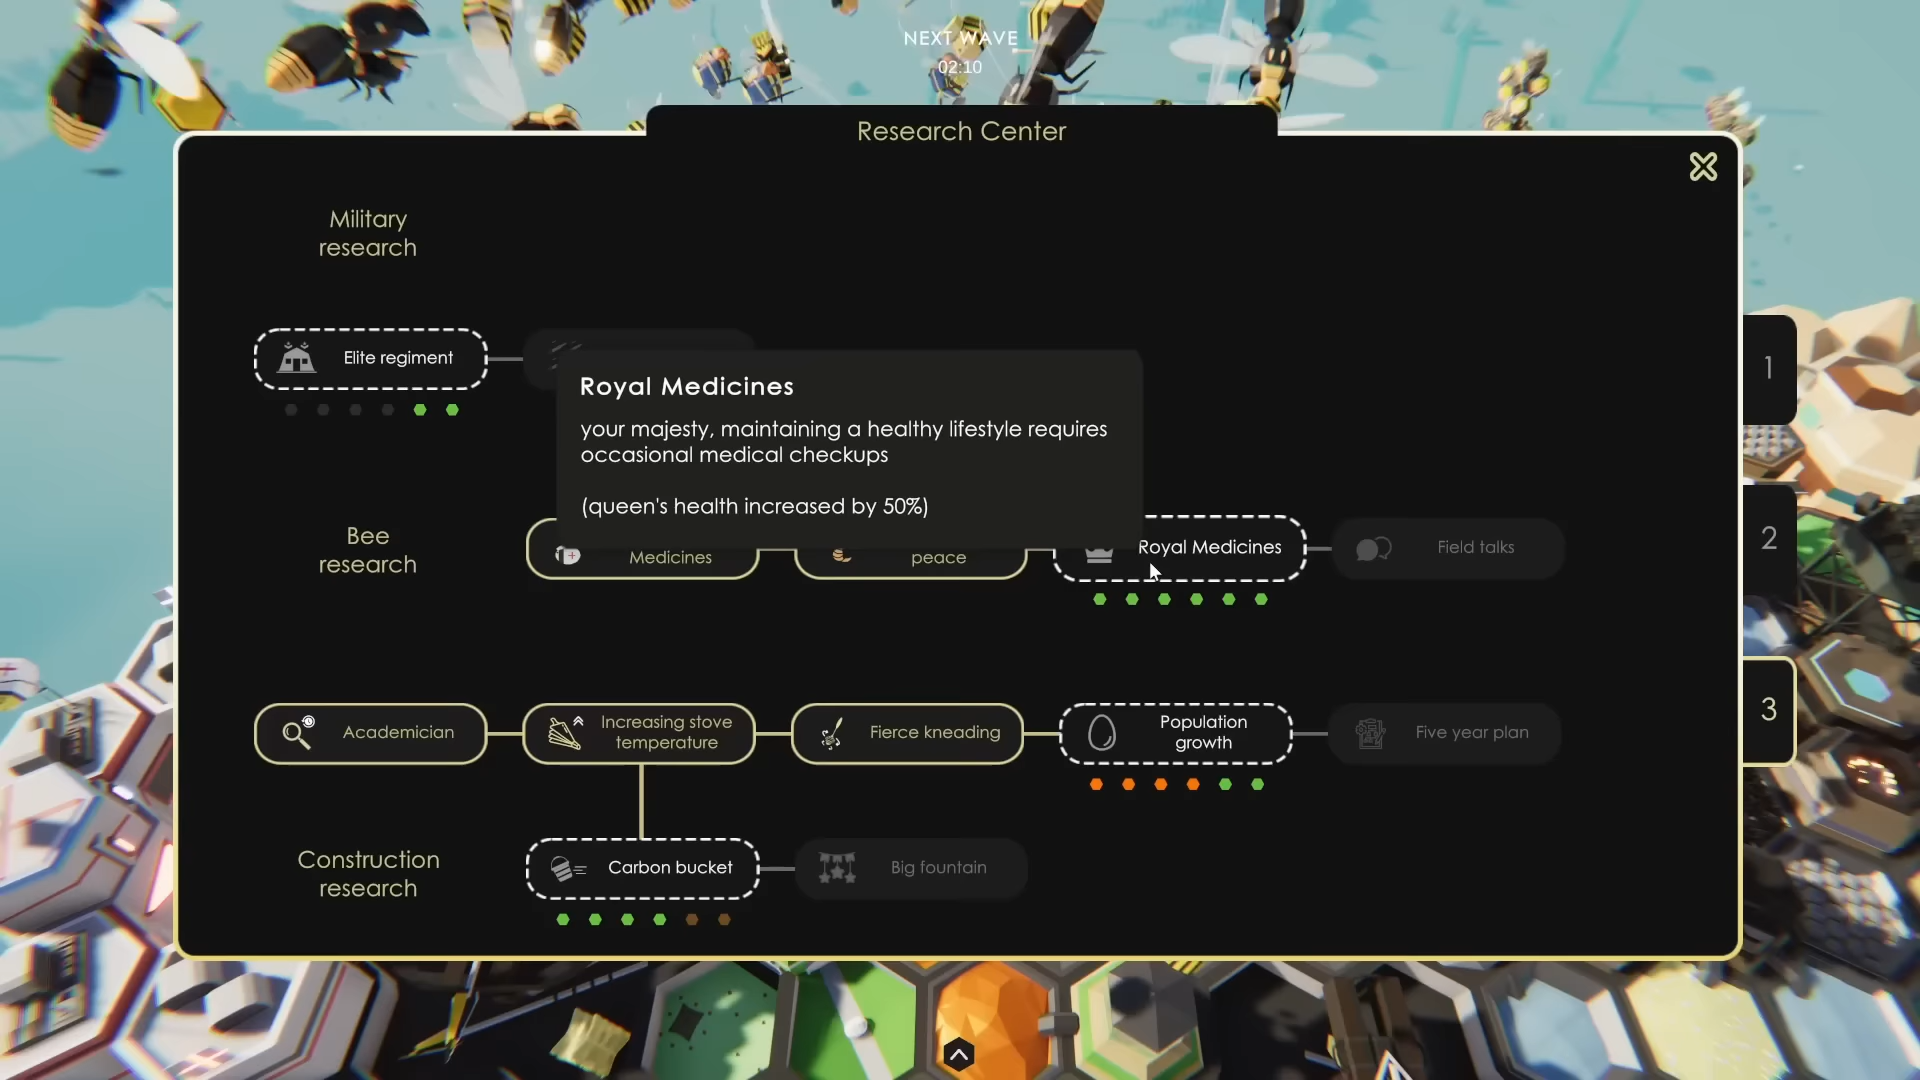 NEXT WAVE
02:10
Research Center
Military
research
Elite regiment
1
Royal Medicines
your majesty, maintaining a healthy lifestyle requires
occasional medical checkups
(queen's health increased by 50%)
Bee
research
Medicines
peace
Royal Medicines
Field talks
2
Academician
Increasing stove
temperature
Fierce kneading
Population
growth
Five year plan
3
Construction
research
Carbon bucket
Big fountain